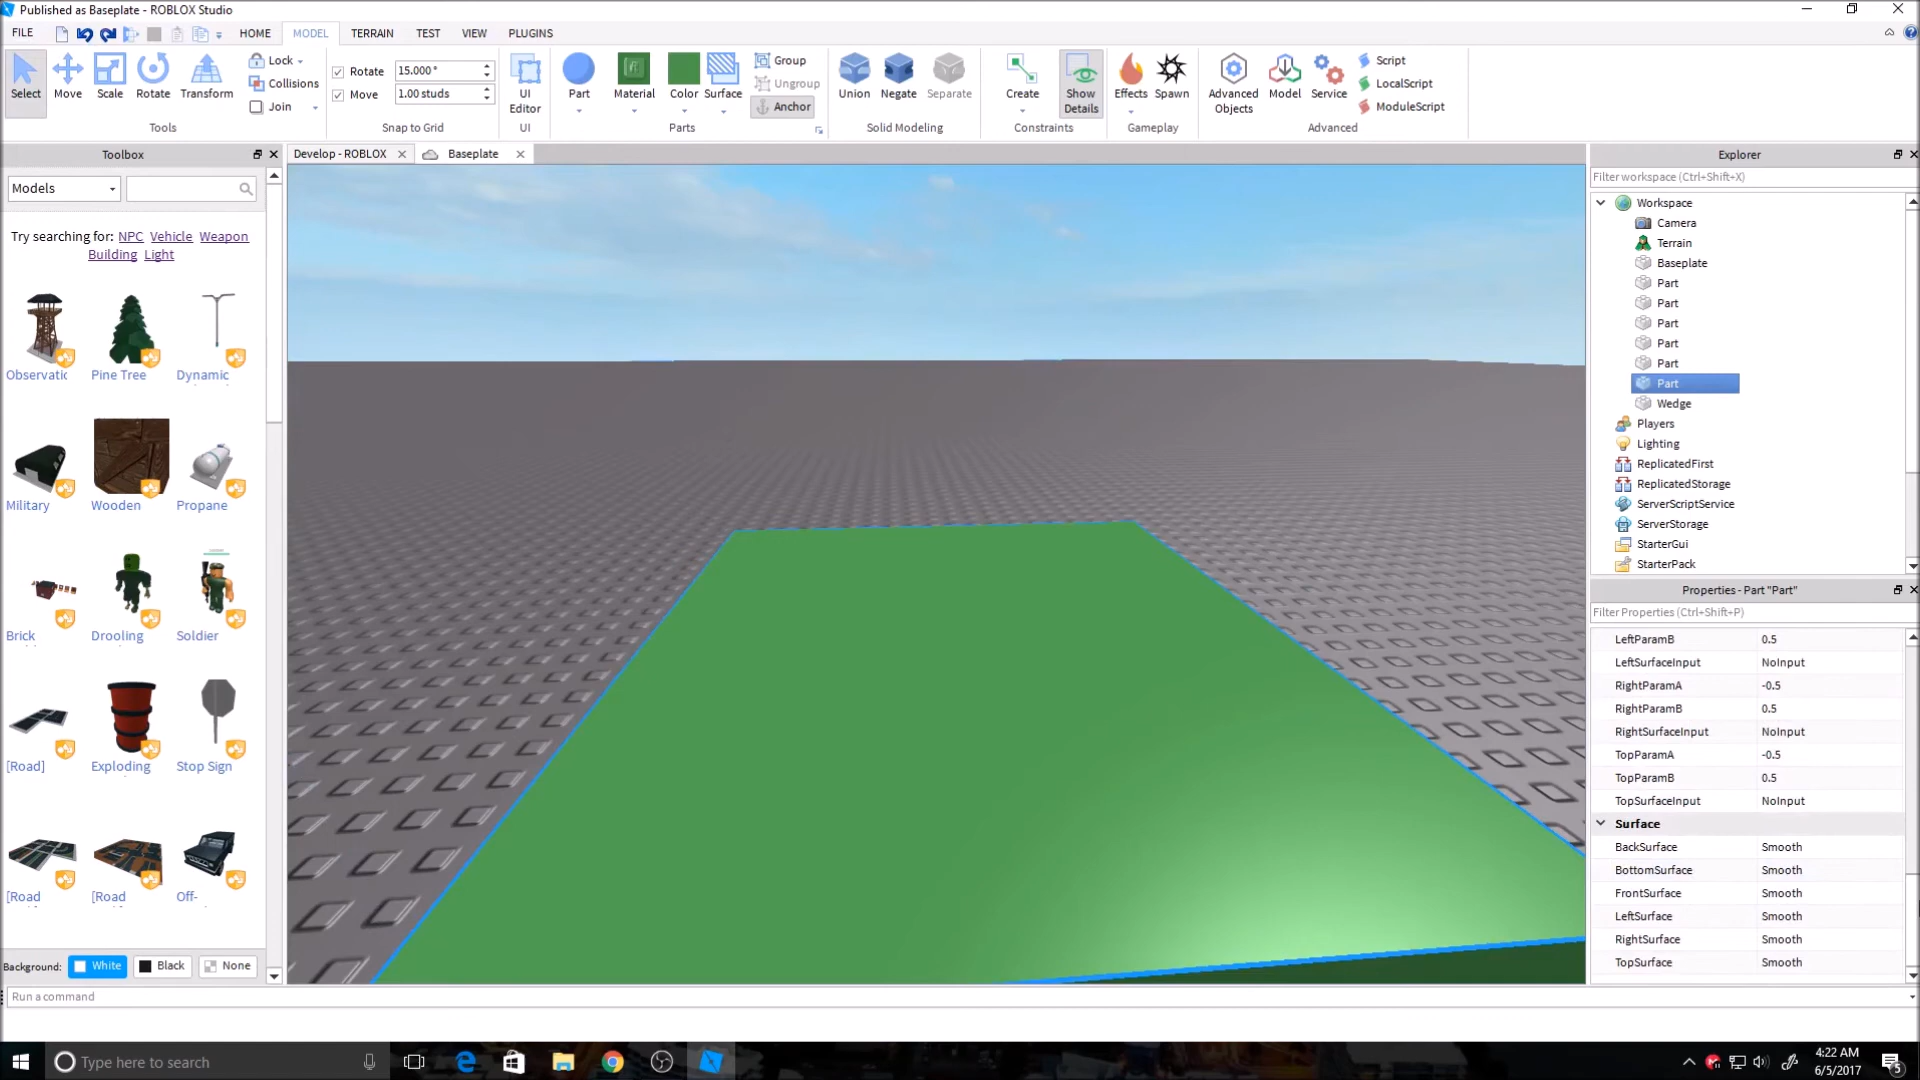 Published as Baseplate - ROBLOX Studio
FILE HOME MODEL TERRAIN TEST VIEW PLUGINS
Select Move Scale Rotate Transform
Lock
Collisions
Join
Tools
Rotate 15.000°
Move 1.00 studs
Snap to Grid
UI
Editor
UI
Part Material Color Surface
Group
Ungroup
Anchor
Parts
Union Negate Separate
Solid Modeling
Create
Show
Details
Constraints
Effects Spawn
Gameplay
Advanced
Objects
Model Service
Script
LocalScript
ModuleScript
Advanced
Toolbox
Models
Try searching for: NPC Vehicle Weapon
Building Light
Observatic Pine Tree Dynamic
Military Wooden Propane
Brick Drooling Soldier
[Road] Exploding Stop Sign
[Road [Road Off-
Background: White Black None
Develop - ROBLOX Baseplate
Explorer
Filter workspace (Ctrl+Shift+X)
Workspace
Camera
Terrain
Baseplate
Part
Part
Part
Part
Part
Part
Wedge
Players
Lighting
ReplicatedFirst
ReplicatedStorage
ServerScriptService
ServerStorage
StarterGui
StarterPack
Properties - Part "Part"
Filter Properties (Ctrl+Shift+P)
LeftParamB 0.5
LeftSurfaceInput NoInput
RightParamA -0.5
RightParamB 0.5
RightSurfaceInput NoInput
TopParamA -0.5
TopParamB 0.5
TopSurfaceInput NoInput
Surface
BackSurface Smooth
BottomSurface Smooth
FrontSurface Smooth
LeftSurface Smooth
RightSurface Smooth
TopSurface Smooth
Run a command
Type here to search
4:22 AM
6/5/2017
5